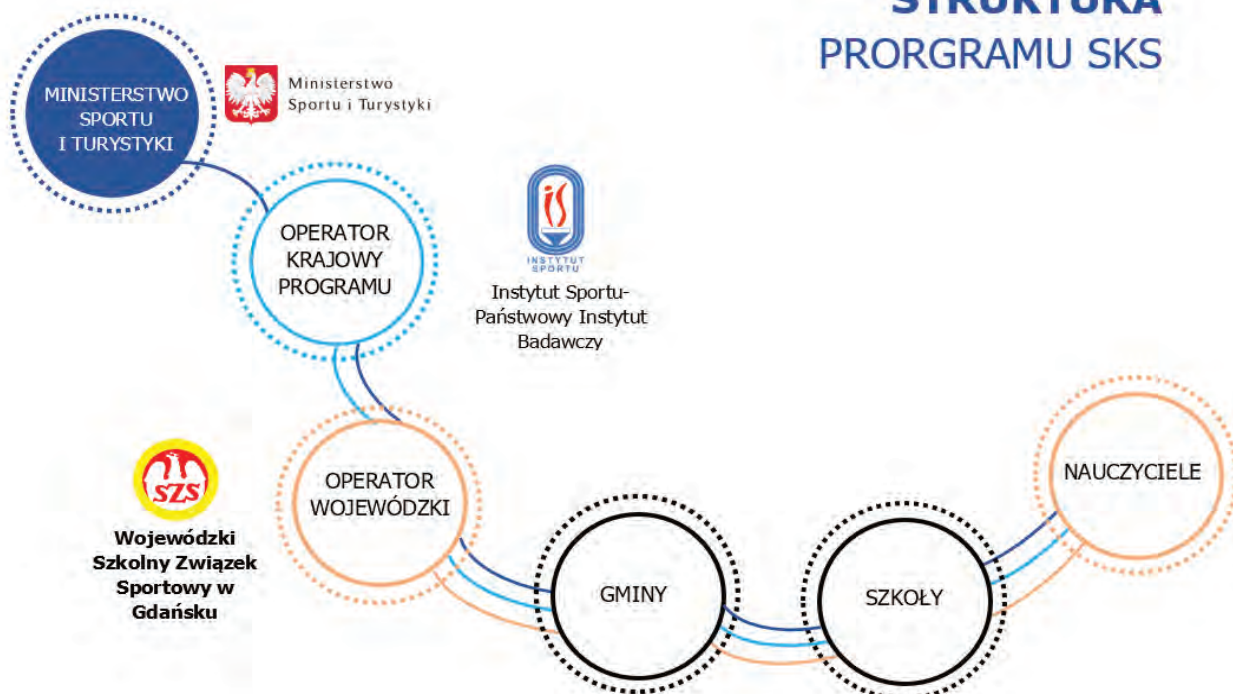 STRUKTURA
PRORGRAMU SKS
MINISTERSTWO
SPORTU
I TURYSTYKI
Ministerstwo
Sportu i Turystyki
OPERATOR
KRAJOWY
PROGRAMU
iS
INSTYTUT
SPORTU
Instytut Sportu-
Państwowy Instytut
Badawczy
SZS
Wojewódzki
Szkolny Związek
Sportowy w
Gdańsku
OPERATOR
WOJEWÓDZKI
GMINY
SZKOŁY
NAUCZYCIELE